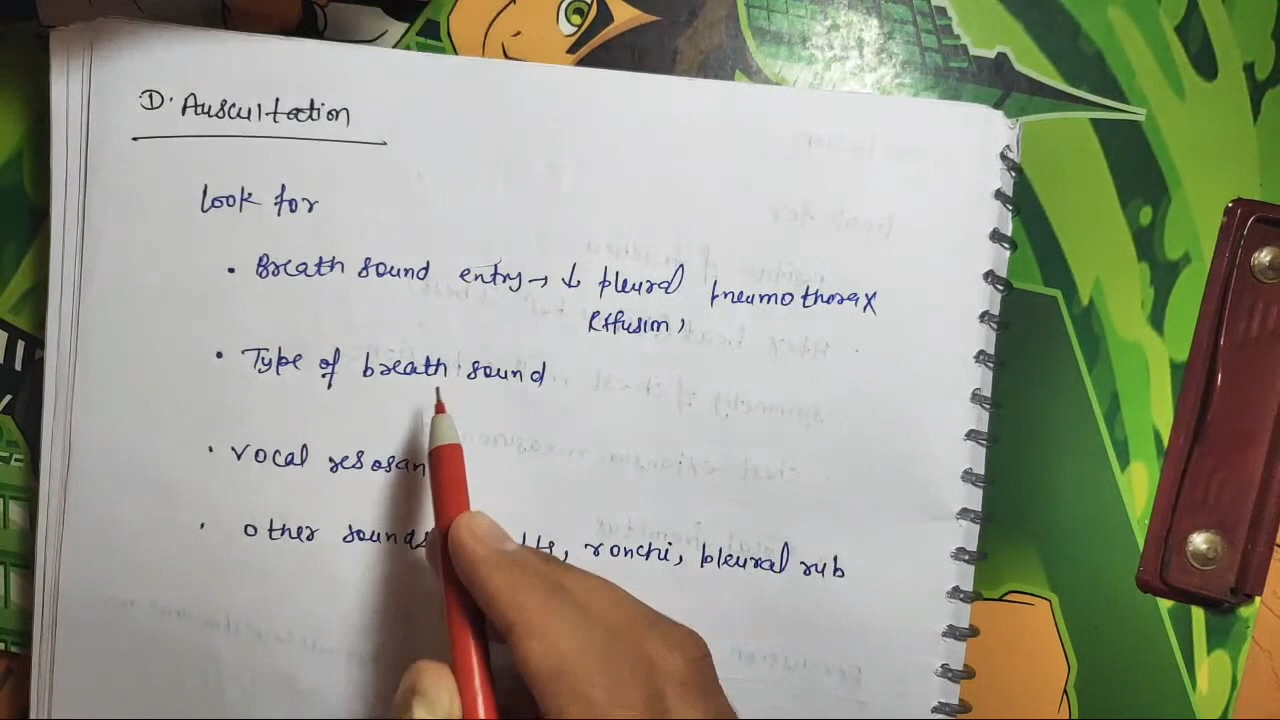 D. Auscultation
Look for
• Breath sound entry → ↓ pleural pneumothorax
Effusion,
• Type of breath sound
• vocal resosan
• other sounds ronchi, pleural rub